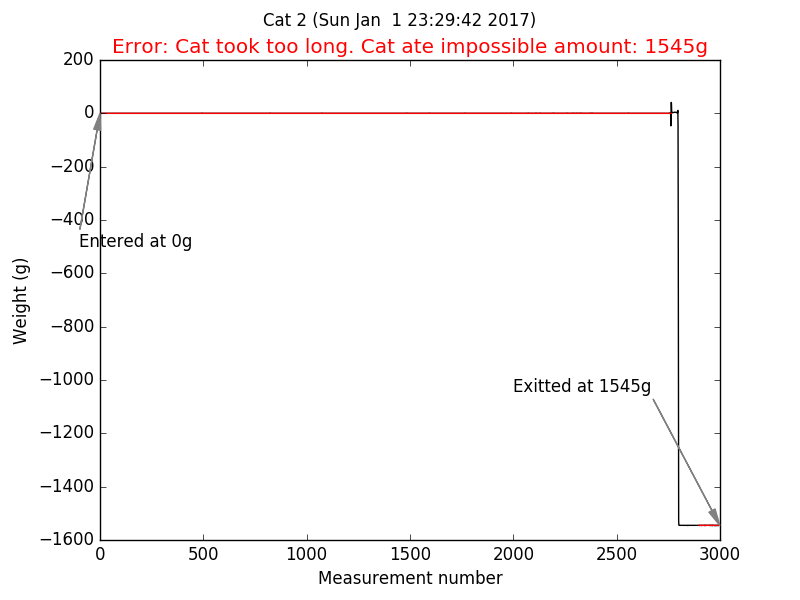 Cat 2 (Sun Jan  1 23:29:42 2017)
Error: Cat took too long. Cat ate impossible amount: 1545g
200
0
−200
−400
Entered at 0g
Weight (g)
−600
−800
−1000
Exitted at 1545g
−1200
−1400
−1600
0 500 1000 1500 2000 2500 3000
Measurement number